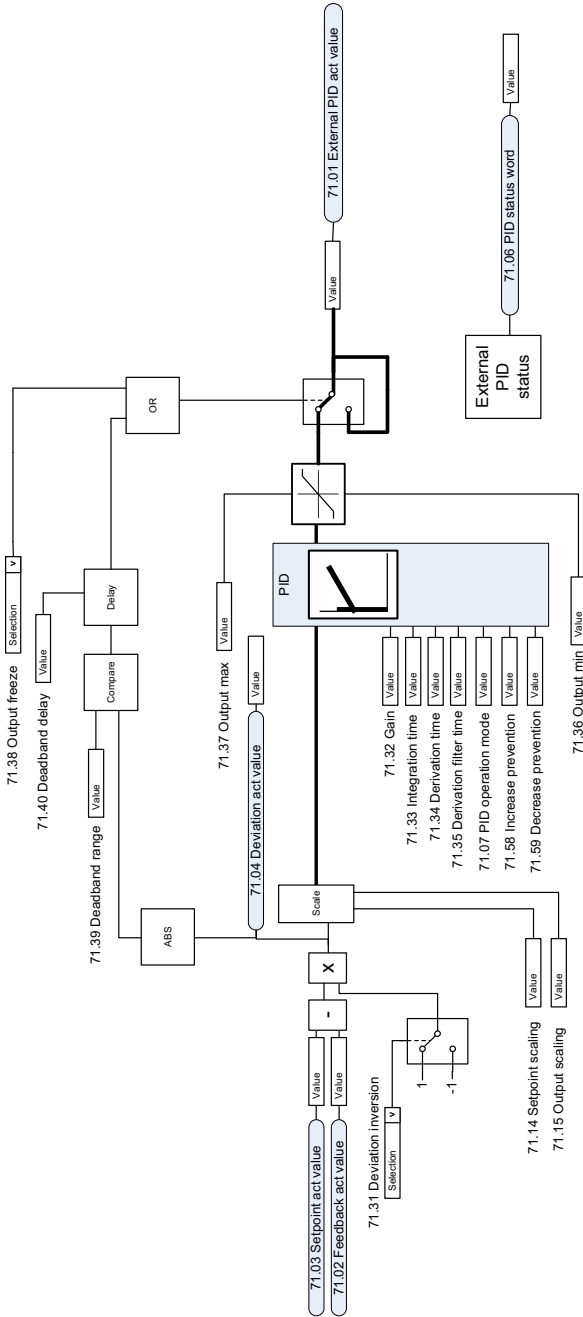 71.38 Output freeze
Selection v
71.40 Deadband delay
Value
71.39 Deadband range
Value
Compare
Delay
OR
ABS
71.37 Output max
Value
71.04 Deviation act value
Value
71.03 Setpoint act value
Value
71.02 Feedback act value
Value
-
X
Scale
PID
Value
71.01 External PID act value
71.31 Deviation inversion
Selection v
1
-1
71.14 Setpoint scaling
Value
71.15 Output scaling
Value
71.32 Gain
Value
71.33 Integration time
Value
71.34 Derivation time
Value
71.35 Derivation filter time
Value
71.07 PID operation mode
Value
71.58 Increase prevention
Value
71.59 Decrease prevention
Value
71.36 Output min
Value
External
PID
status
71.06 PID status word
Value